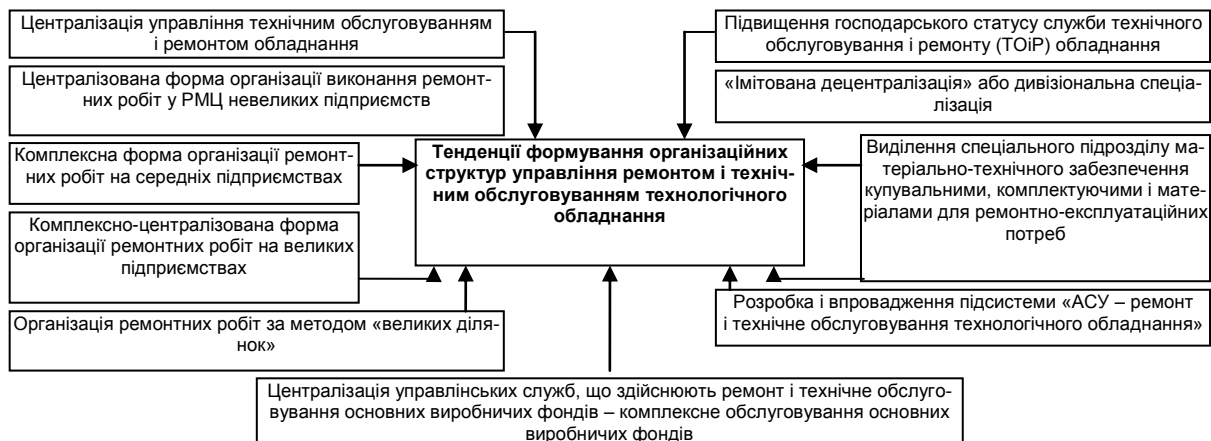 Централізація управління технічним обслуговуванням
і ремонтом обладнання
Централізована форма організації виконання ремонт-
них робіт у РМЦ невеликих підприємств
Комплексна форма організації ремонт-
них робіт на середніх підприємствах
Комплексно-централізована форма
організації ремонтних робіт на великих
підприємствах
Організація ремонтних робіт за методом «великих діля-
нок»
Тенденції формування організаційних
структур управління ремонтом і техніч-
ним обслуговуванням технологічного
обладнання
Підвищення господарського статусу служби технічного
обслуговування і ремонту (ТОіР) обладнання
«Імітована децентралізація» або дивізіональна спеціа-
лізація
Виділення спеціального підрозділу ма-
теріально-технічного забезпечення
купувальними, комплектуючими і мате-
ріалами для ремонтно-експлуатаційних
потреб
Розробка і впровадження підсистеми «АСУ – ремонт
і технічне обслуговування технологічного обладнання»
Централізація управлінських служб, що здійснюють ремонт і технічне обслуго-
вування основних виробничих фондів – комплексне обслуговування основних
виробничих фондів